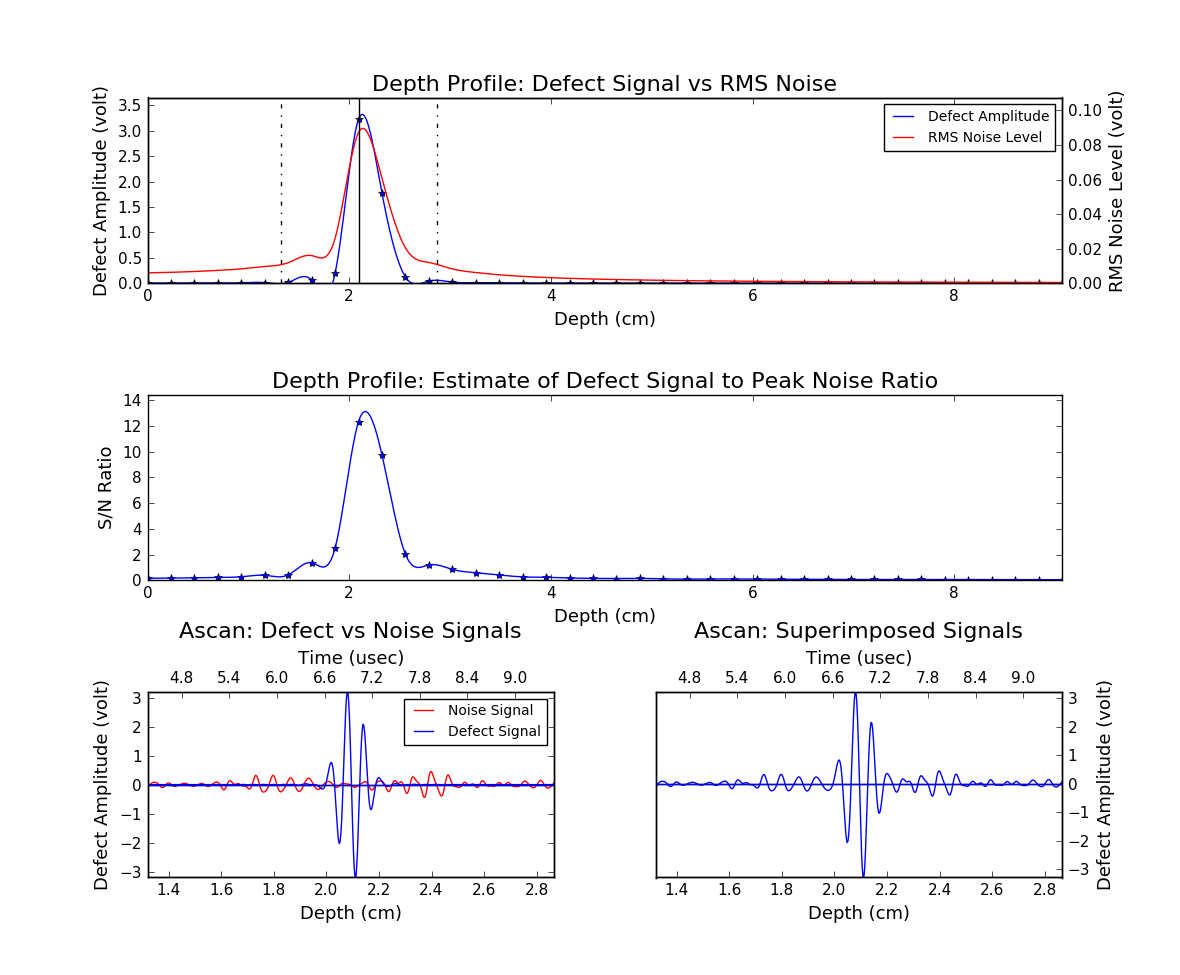 Depth Profile: Defect Signal vs RMS Noise
Defect Amplitude (volt)
3.5
3.0
2.5
2.0
1.5
1.0
0.5
0.0
Defect Amplitude
RMS Noise Level
0.10
0.08
0.06
0.04
0.02
0.00
RMS Noise Level (volt)
0 2 4 6 8
Depth (cm)
Depth Profile: Estimate of Defect Signal to Peak Noise Ratio
S/N Ratio
14
12
10
8
6
4
2
0
0 2 4 6 8
Depth (cm)
Ascan: Defect vs Noise Signals
Time (usec)
4.8 5.4 6.0 6.6 7.2 7.8 8.4 9.0
Defect Amplitude (volt)
3
2
1
0
−1
−2
−3
Noise Signal
Defect Signal
1.4 1.6 1.8 2.0 2.2 2.4 2.6 2.8
Depth (cm)
Ascan: Superimposed Signals
Time (usec)
4.8 5.4 6.0 6.6 7.2 7.8 8.4 9.0
3
2
1
0
−1
−2
−3
Defect Amplitude (volt)
1.4 1.6 1.8 2.0 2.2 2.4 2.6 2.8
Depth (cm)